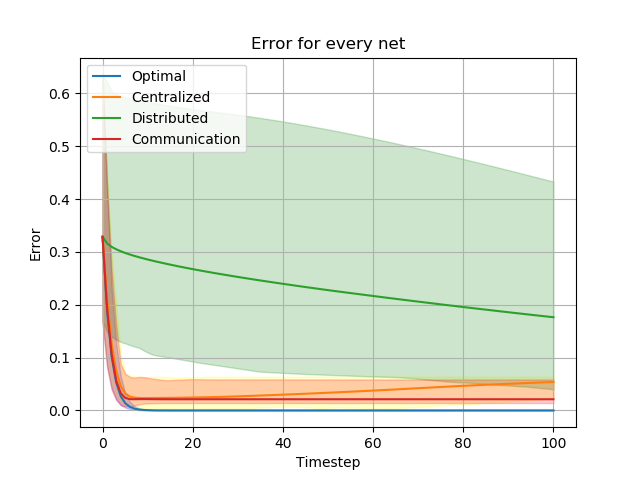 Error for every net
Optimal
Centralized
Distributed
Communication
Error
0.6
0.5
0.4
0.3
0.2
0.1
0.0
0 20 40 60 80 100
Timestep